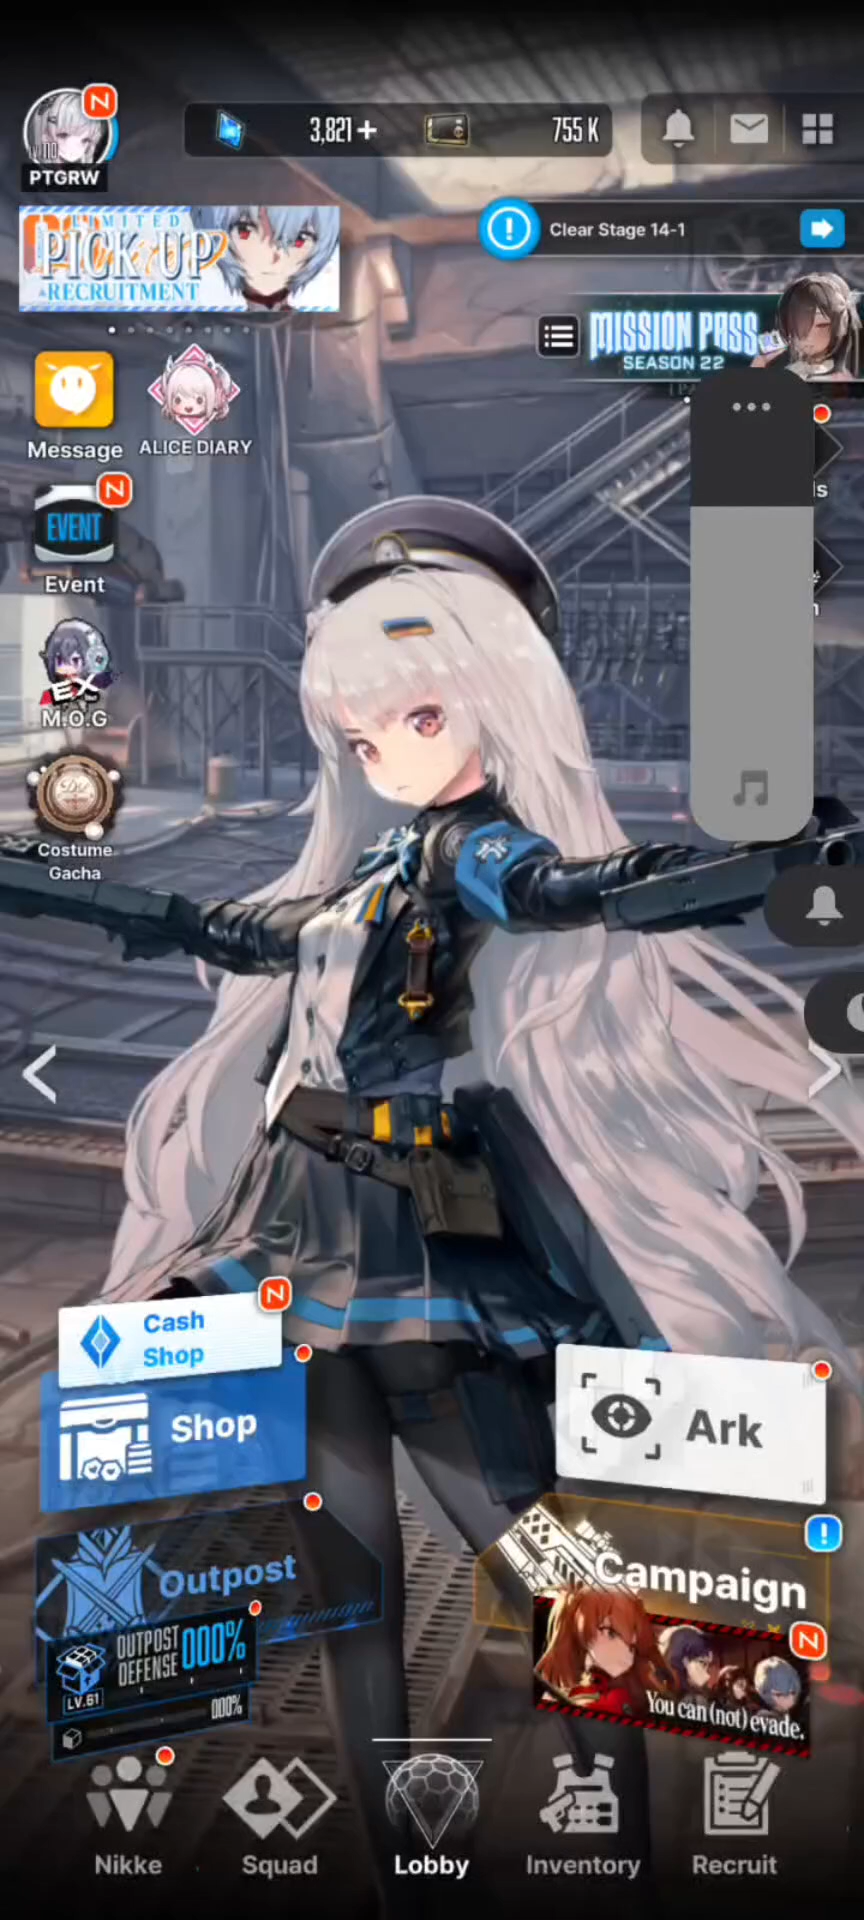 N
3,821 +
755 K
PTGRW
LIMITED
PICK UP
RECRUITMENT
Clear Stage 14-1
MISSION PASS
SEASON 22
Message
ALICE DIARY
N
EVENT
Event
EX
M.O.G
Costume
Gacha
N
Cash
Shop
Shop
Ark
Outpost
Campaign
N
OUTPOST
DEFENSE
000%
LV.61
000%
You can (not) evade.
Nikke
Squad
Lobby
Inventory
Recruit